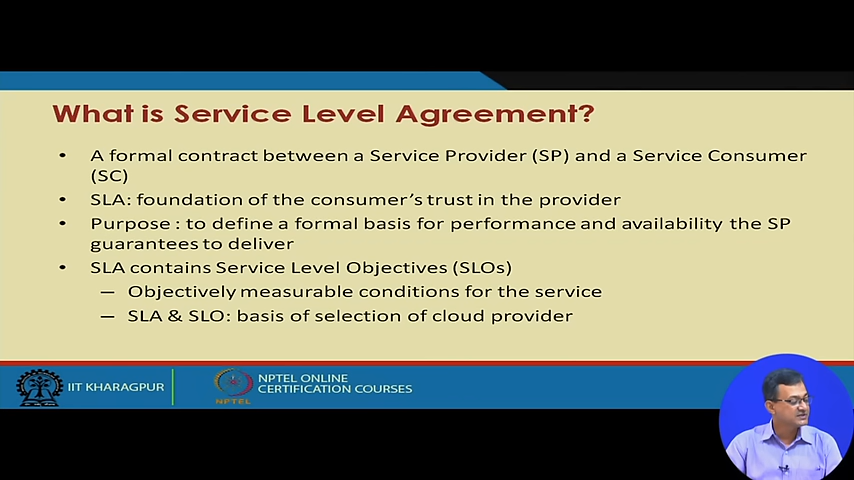 What is Service Level Agreement?
• A formal contract between a Service Provider (SP) and a Service Consumer
(SC)
• SLA: foundation of the consumer's trust in the provider
• Purpose : to define a formal basis for performance and availability the SP
guarantees to deliver
• SLA contains Service Level Objectives (SLOs)
– Objectively measurable conditions for the service
– SLA & SLO: basis of selection of cloud provider
IIT KHARAGPUR
NPTEL
NPTEL ONLINE
CERTIFICATION COURSES